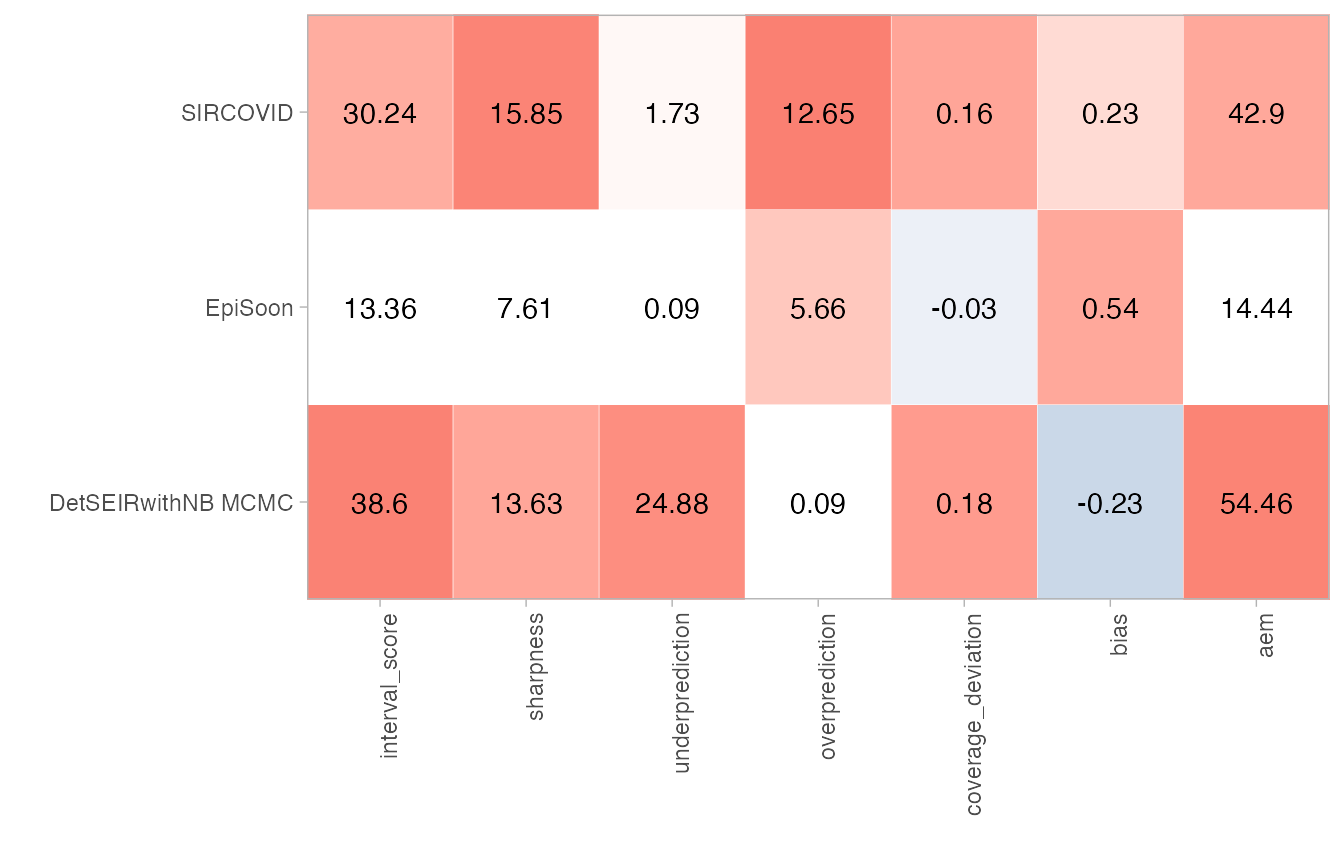 SIRCOVID 30.24 15.85 1.73 12.65 0.16 0.23 42.9
EpiSoon 13.36 7.61 0.09 5.66 -0.03 0.54 14.44
DetSEIRwithNB MCMC 38.6 13.63 24.88 0.09 0.18 -0.23 54.46
interval_score
sharpness
underprediction
overprediction
coverage_deviation
bias
aem